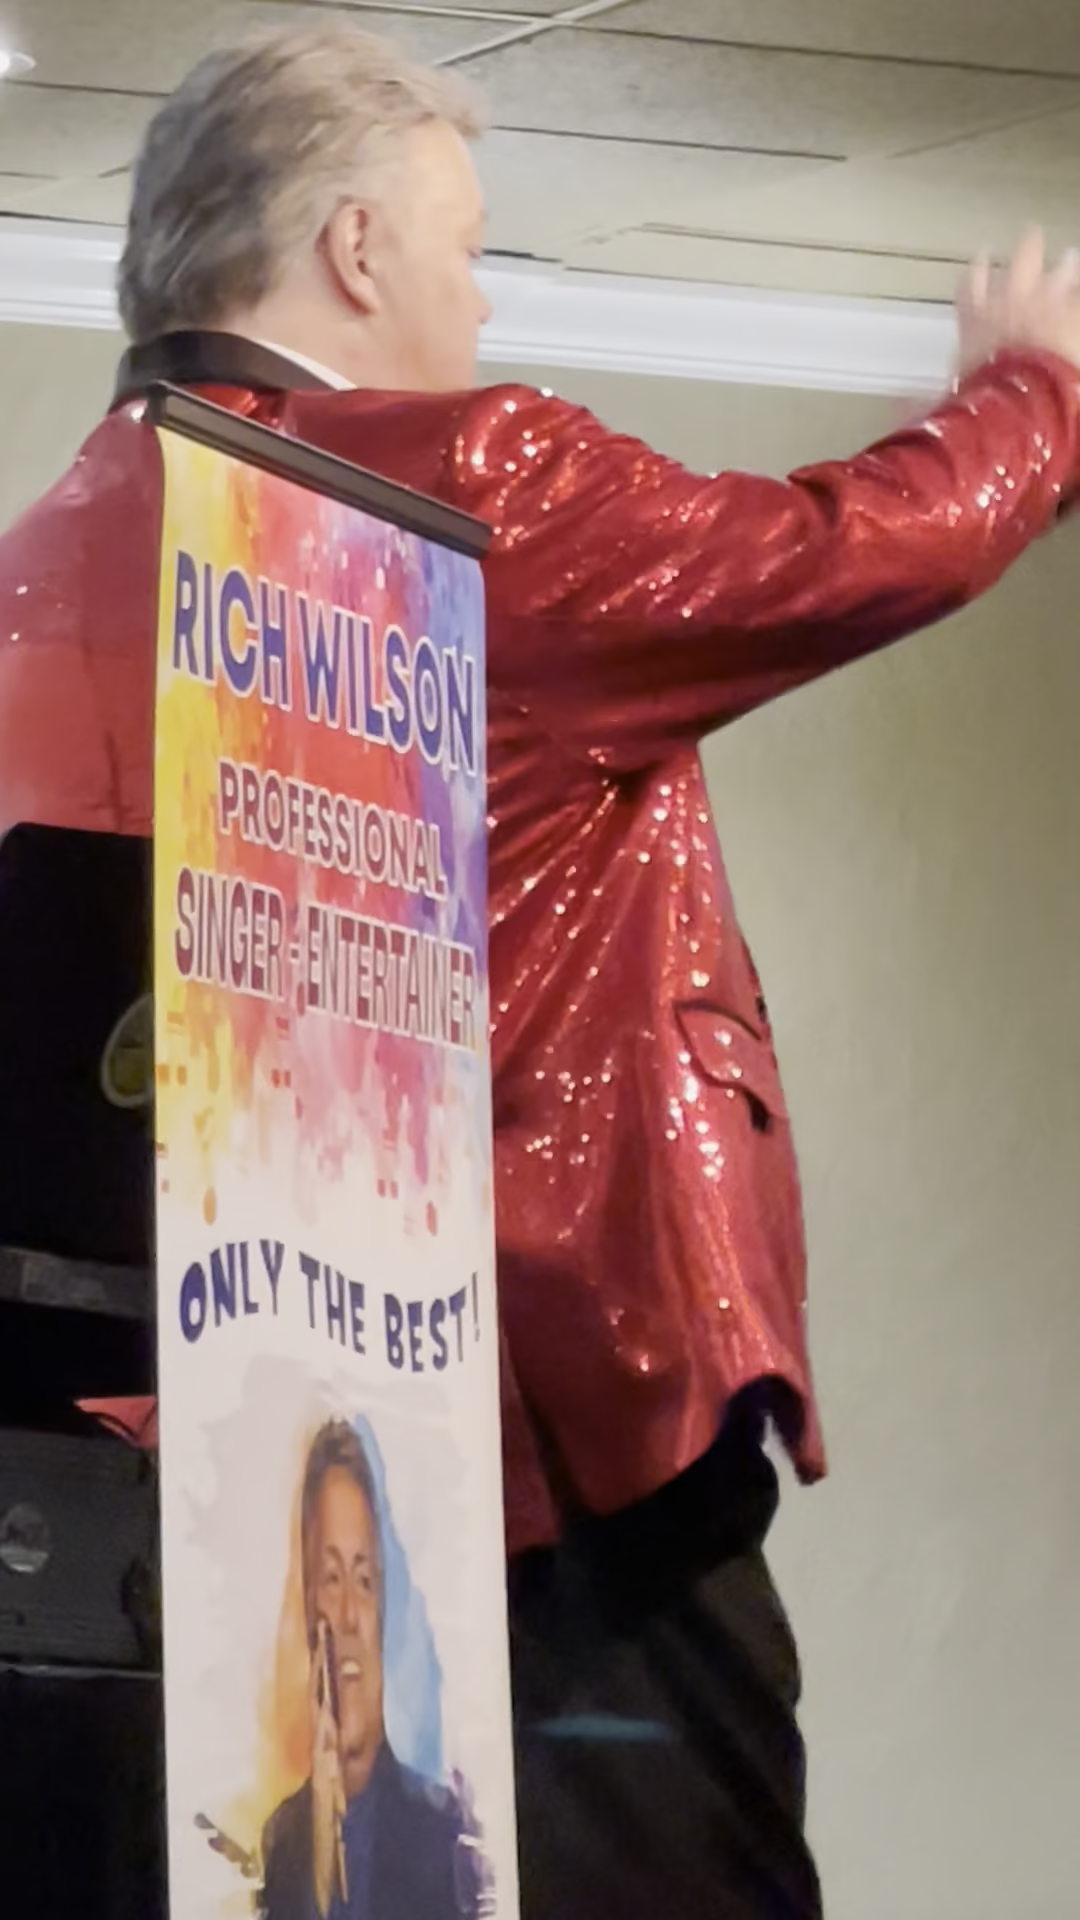 RICH WILSON
PROFESSIONAL
SINGER - ENTERTAINER
ONLY THE BEST!